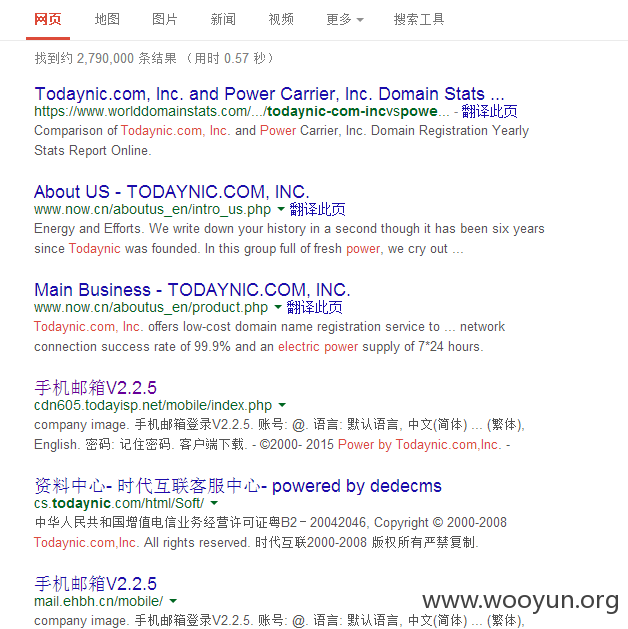 网页 地图 图片 新闻 视频 更多 搜索工具
找到约 2,790,000 条结果 （用时 0.57 秒）
Todaynic.com, Inc. and Power Carrier, Inc. Domain Stats ...
https://www.worlddomainstats.com/.../todaynic-com-incvspowe... - 翻译此页
Comparison of Todaynic.com, Inc. and Power Carrier, Inc. Domain Registration Yearly
Stats Report Online.
About US - TODAYNIC.COM, INC.
www.now.cn/aboutus_en/intro_us.php 翻译此页
Energy and Efforts. We write down your history in a second though it has been six years
since Todaynic was founded. In this group full of fresh power, we cry out ...
Main Business - TODAYNIC.COM, INC.
www.now.cn/aboutus_en/product.php 翻译此页
Todaynic.com, Inc. offers low-cost domain name registration service to ... network
connection success rate of 99.9% and an electric power supply of 7*24 hours.
手机邮箱V2.2.5
cdn605.todayisp.net/mobile/index.php
company image. 手机邮箱登录V2.2.5. 账号: @. 语言: 默认语言, 中文(简体) ... (繁体),
English. 密码: 记住密码. 客户端下载. - ©2000- 2015 Power by Todaynic.com,Inc. -
资料中心- 时代互联客服中心- powered by dedecms
cs.todaynic.com/html/Soft/
中华人民共和国增值电信业务经营许可证粤B2－20042046, Copyright © 2000-2008
Todaynic.com,Inc. All rights reserved. 时代互联2000-2008 版权所有严禁复制.
手机邮箱V2.2.5
mail.ehbh.cn/mobile/
company image. 手机邮箱登录V2.2.5. 账号: @. 语言: 默认语言, 中文(简体) ... (繁体),
www.wooyun.org